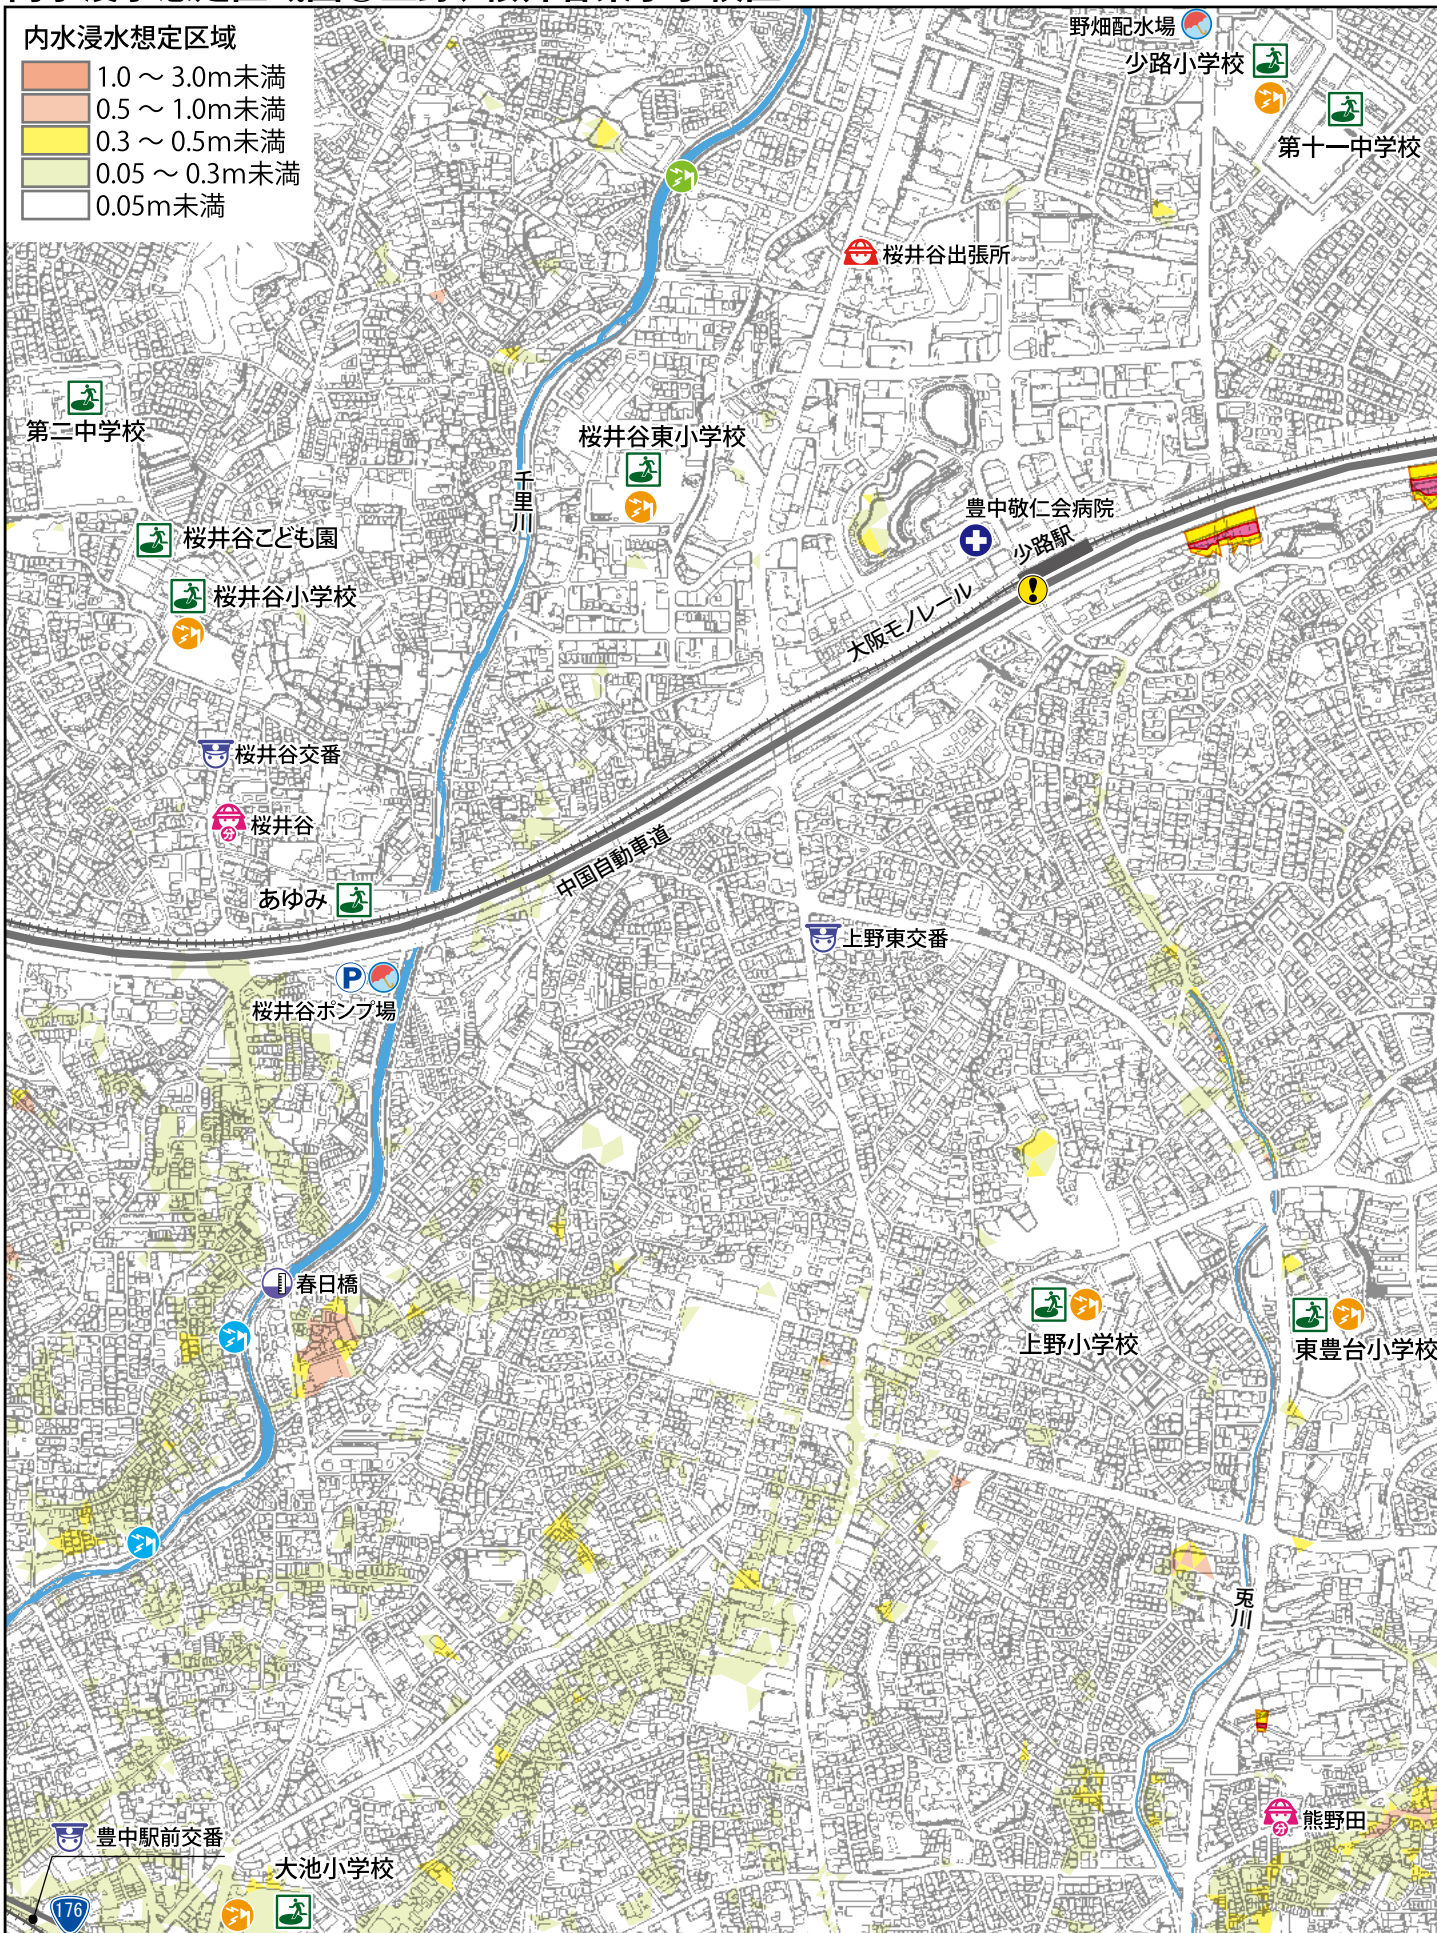 内水浸水想定区域
1.0 ～ 3.0m未満
0.5 ～ 1.0m未満
0.3 ～ 0.5m未満
0.05 ～ 0.3m未満
0.05m未満
野畑配水場
少路小学校
第十一中学校
桜井谷出張所
第二中学校
桜井谷東小学校
千里川
桜井谷こども園
豊中敬仁会病院
少路駅
桜井谷小学校
大阪モノレール
桜井谷交番
分
桜井谷
中国自動車道
あゆみ
上野東交番
P
桜井谷ポンプ場
春日橋
上野小学校
東豊台小学校
兎川
分
熊野田
豊中駅前交番
大池小学校
176